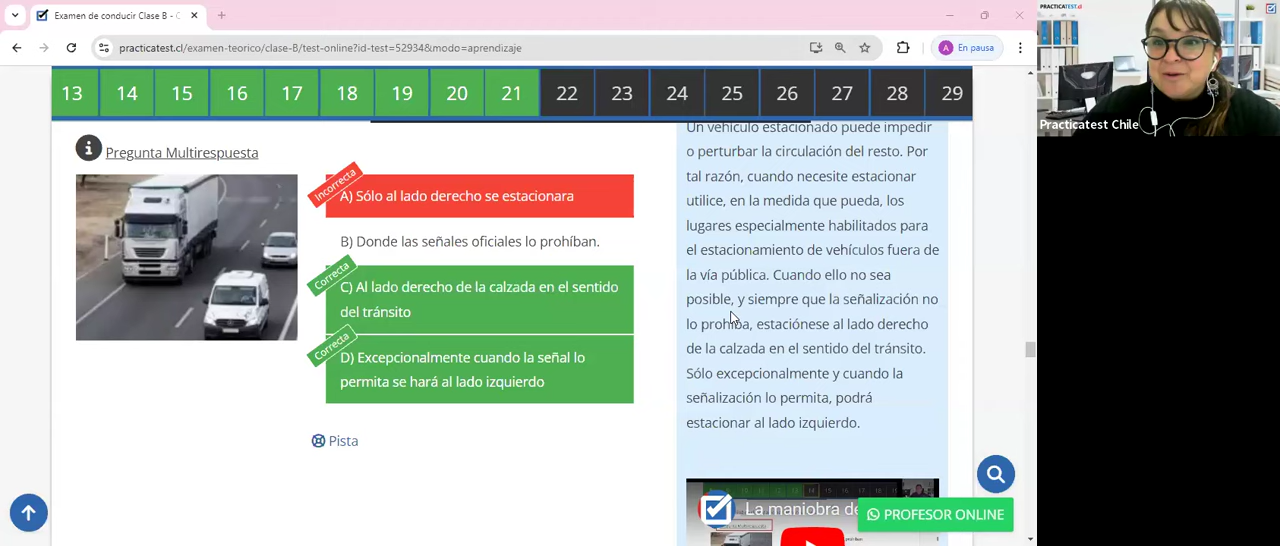 Examen de conducir Clase B - C
practicatest.cl/examen-teorico/clase-B/test-online?id-test=52934&modo=aprendizaje
A
En pausa
PRACTICATEST.cl
Practicatest Chile
13 14 15 16 17 18 19 20 21 22 23 24 25 26 27 28 29
Pregunta Multirespuesta
Incorrecta
A) Sólo al lado derecho se estacionara
B) Donde las señales oficiales lo prohíban.
Correcta
C) Al lado derecho de la calzada en el sentido
del tránsito
Correcta
D) Excepcionalmente cuando la señal lo
permita se hará al lado izquierdo
Pista
Un vehículo estacionado puede impedir
o perturbar la circulación del resto. Por
tal razón, cuando necesite estacionar
utilice, en la medida que pueda, los
lugares especialmente habilitados para
el estacionamiento de vehículos fuera de
la vía pública. Cuando ello no sea
posible, y siempre que la señalización no
lo prohíba, estaciónese al lado derecho
de la calzada en el sentido del tránsito.
Sólo excepcionalmente y cuando la
señalización lo permita, podrá
estacionar al lado izquierdo.
La maniobra de
PROFESOR ONLINE